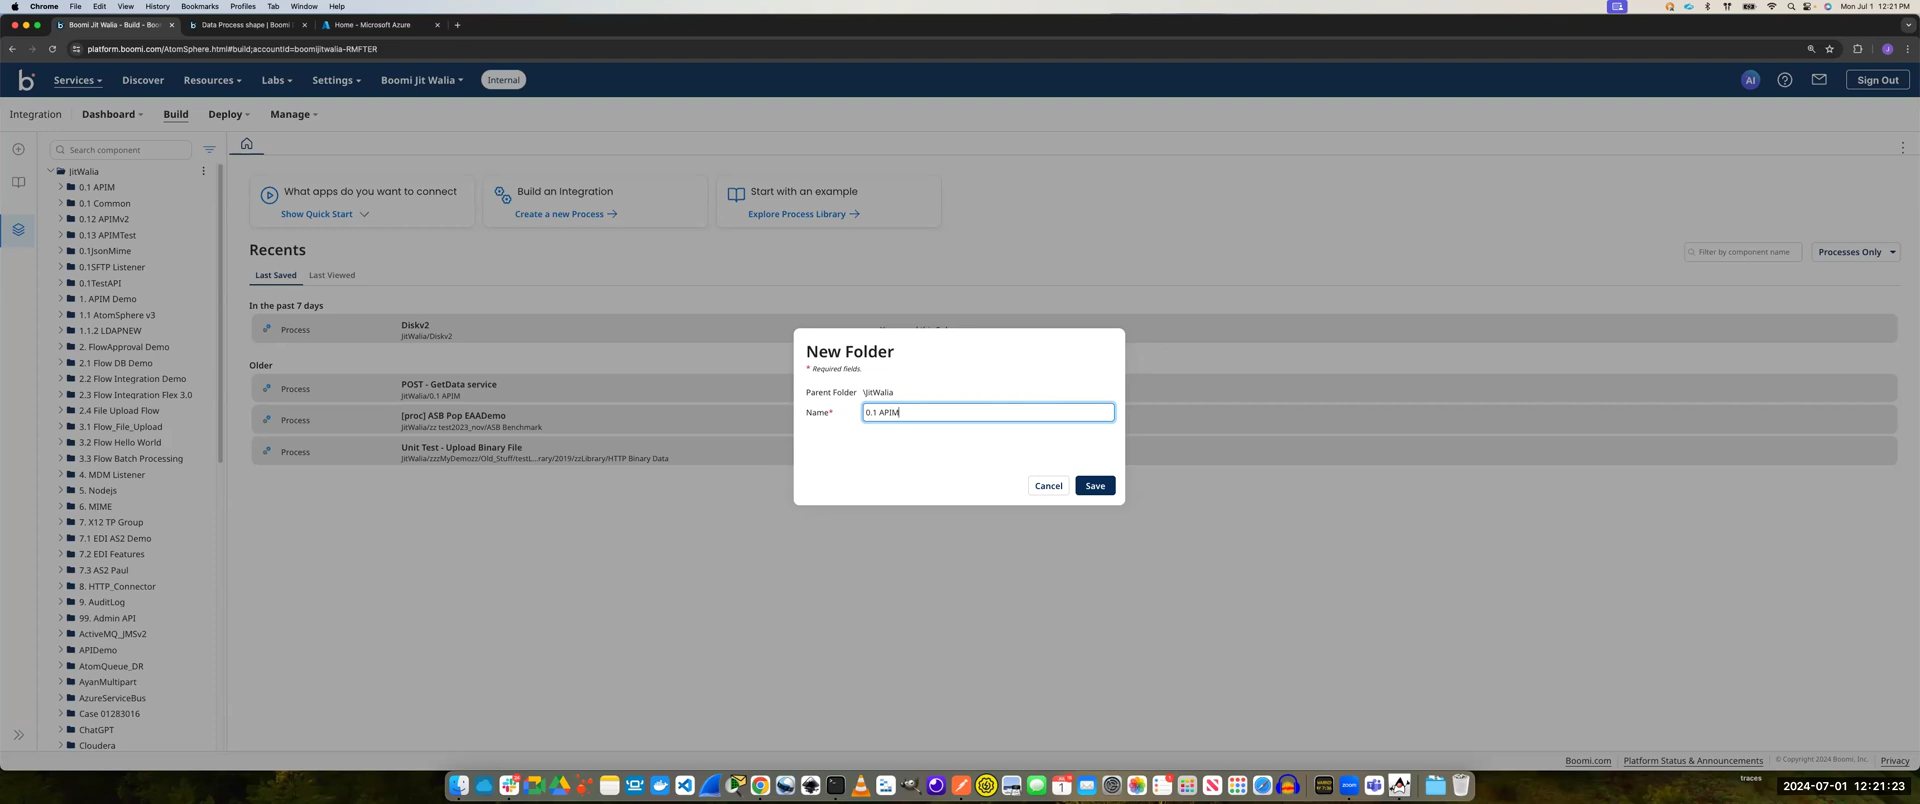 Chrome File Edit View History Bookmarks Profiles Tab Window Help Mon Jul 1 12:21 PM
Boomi Jit Walia - Build - Boo Data Process shape | Boomi Home - Microsoft Azure
platform.boomi.com/AtomSphere.html#build;accountId=boomijitwalia-RMFTER
b Services Discover Resources Labs Settings Boomi Jit Walia Internal AI Sign Out
Integration Dashboard Build Deploy Manage
Search component
JitWalia
0.1 APIM
0.1 Common
0.12 APIMv2
0.13 APIMTest
0.1JsonMime
0.1SFTP Listener
0.1TestAPI
1. APIM Demo
1.1 AtomSphere v3
1.1.2 LDAPNEW
2. FlowApproval Demo
2.1 Flow DB Demo
2.2 Flow Integration Demo
2.3 Flow Integration Flex 3.0
2.4 File Upload Flow
3.1 Flow_File_Upload
3.2 Flow Hello World
3.3 Flow Batch Processing
4. MDM Listener
5. Nodejs
6. MIME
7. X12 TP Group
7.1 EDI AS2 Demo
7.2 EDI Features
7.3 AS2 Paul
8. HTTP_Connector
9. AuditLog
99. Admin API
ActiveMQ_JMSv2
APIDemo
AtomQueue_DR
AyanMultipart
AzureServiceBus
Case 01283016
ChatGPT
Cloudera
What apps do you want to connect
Show Quick Start
Build an Integration
Create a new Process
Start with an example
Explore Process Library
Recents
Filter by component name
Processes Only
Last Saved Last Viewed
In the past 7 days
Process Diskv2
JitWalia/Diskv2
Older
Process POST - GetData service
JitWalia/0.1 APIM
Process [proc] ASB Pop EAADemo
JitWalia/zz test2023_nov/ASB Benchmark
Process Unit Test - Upload Binary File
JitWalia/zzzMyDemozz/Old_Stuff/testL...rary/2019/zzLibrary/HTTP Binary Data
New Folder
* Required fields.
Parent Folder \JitWalia
Name* 0.1 APIM
Cancel Save
Boomi.com Platform Status & Announcements © Copyright 2024 Boomi, Inc. Privacy
traces
zoom
2024-07-01 12:21:23